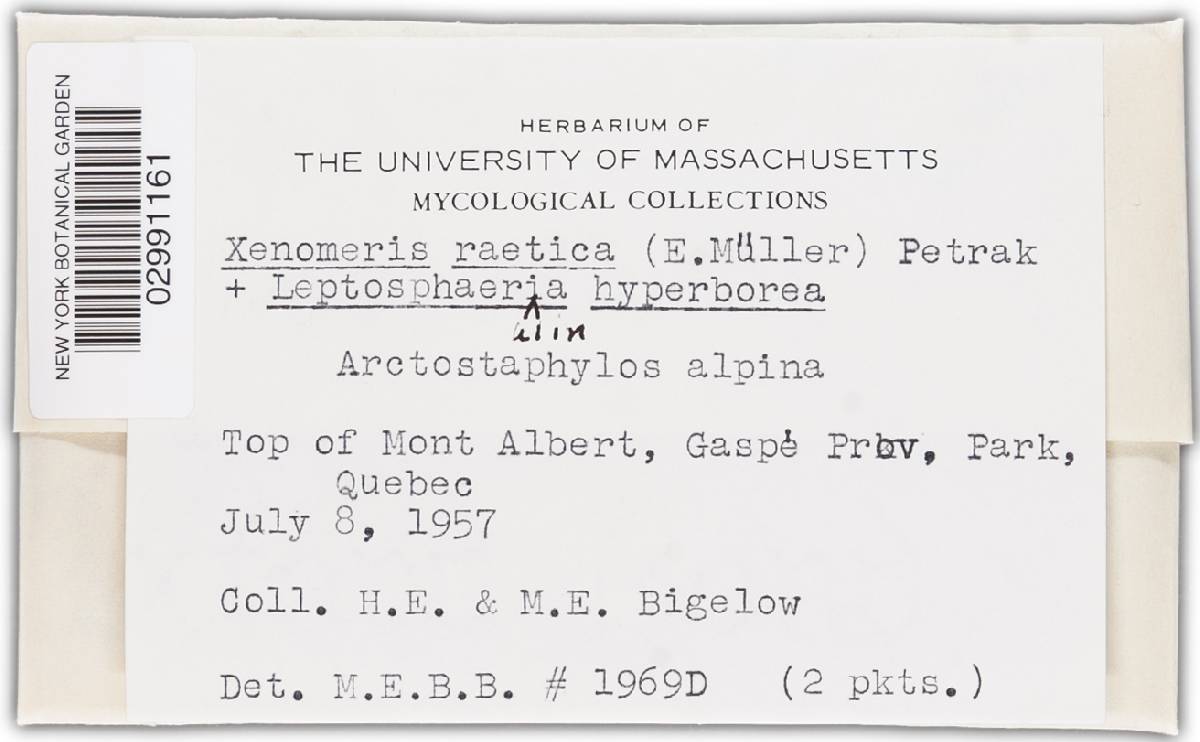 NEW YORK BOTANICAL GARDEN
02991161
HERBARIUM OF
THE UNIVERSITY OF MASSACHUSETTS
MYCOLOGICAL COLLECTIONS
Xenomeris raetica (E.Müller) Petrak
+ Leptosphaeria hyperborea
Arctostaphylos alpina
Top of Mont Albert, Gaspé Prov, Park,
Quebec
July 8, 1957
Coll. H.E. & M.E. Bigelow
Det. M.E.B.B. # 1969D (2 pkts.)